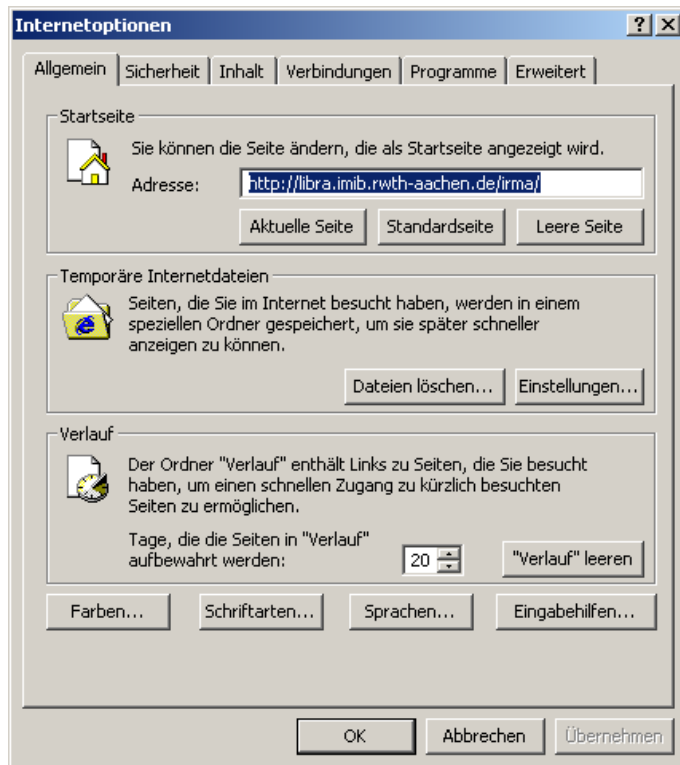 Internetoptionen
Allgemein Sicherheit Inhalt Verbindungen Programme Erweitert
Startseite
Sie können die Seite ändern, die als Startseite angezeigt wird.
Adresse: http://libra.imib.rwth-aachen.de/irma/
Aktuelle Seite Standardseite Leere Seite
Temporäre Internetdateien
Seiten, die Sie im Internet besucht haben, werden in einem
speziellen Ordner gespeichert, um sie später schneller
anzeigen zu können.
Dateien löschen... Einstellungen...
Verlauf
Der Ordner "Verlauf" enthält Links zu Seiten, die Sie besucht
haben, um einen schnellen Zugang zu kürzlich besuchten
Seiten zu ermöglichen.
Tage, die die Seiten in "Verlauf"
aufbewahrt werden: 20 "Verlauf" leeren
Farben... Schriftarten... Sprachen... Eingabehilfen...
OK Abbrechen Übernehmen